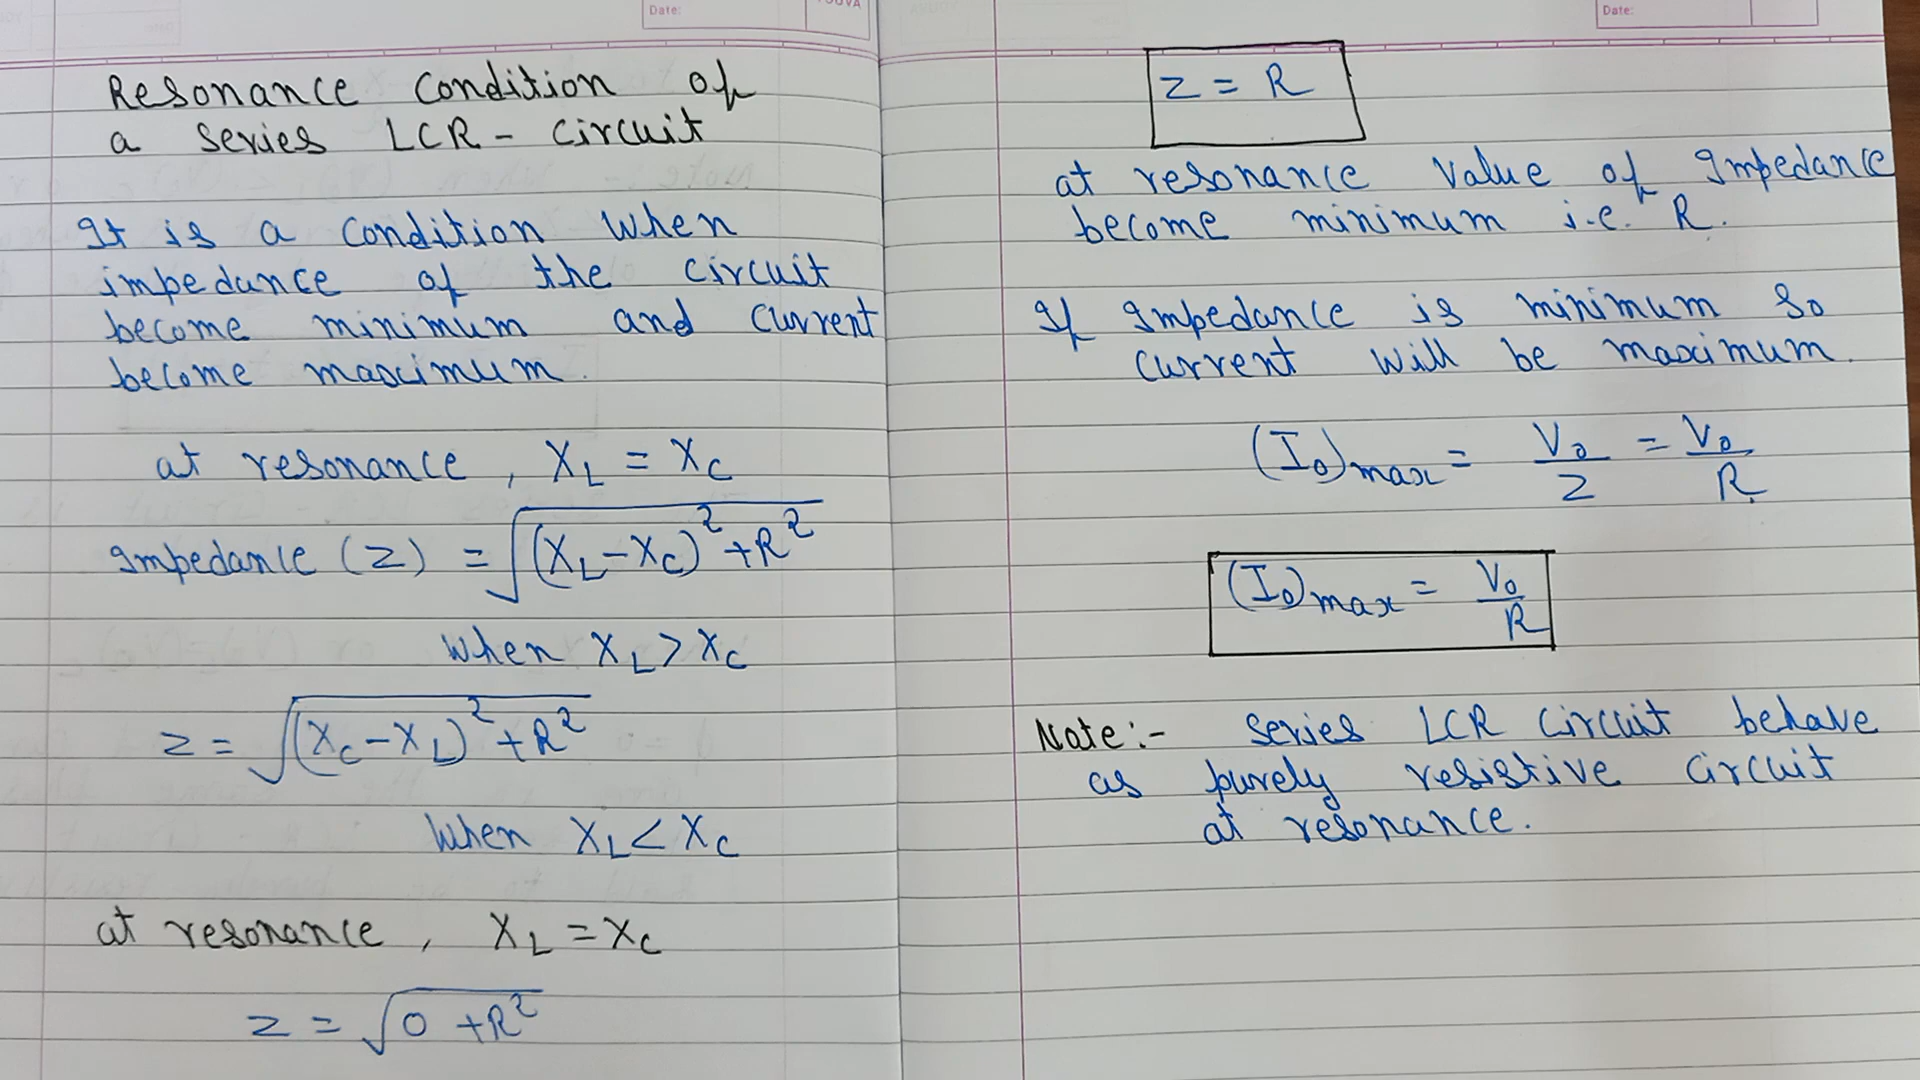 Date:
Resonance Condition of
a series LCR - circuit
It is a condition when
impedance of the circuit
become minimum and current
become maximum.
at resonance, X_L = X_C
Impedance (Z) = √((X_L - X_C)² + R²)
When X_L > X_C
Z = √((X_C - X_L)² + R²)
When X_L < X_C
at resonance, X_L = X_C
Z = √(0 + R²)
Date:
Z = R
at resonance value of Impedance
become minimum i.e. R.
If Impedance is minimum so
current will be maximum.
(I₀)max = V₀/Z = V₀/R
(I₀)max = V₀/R
Note:- Series LCR Circuit behave
as purely resistive circuit
at resonance.